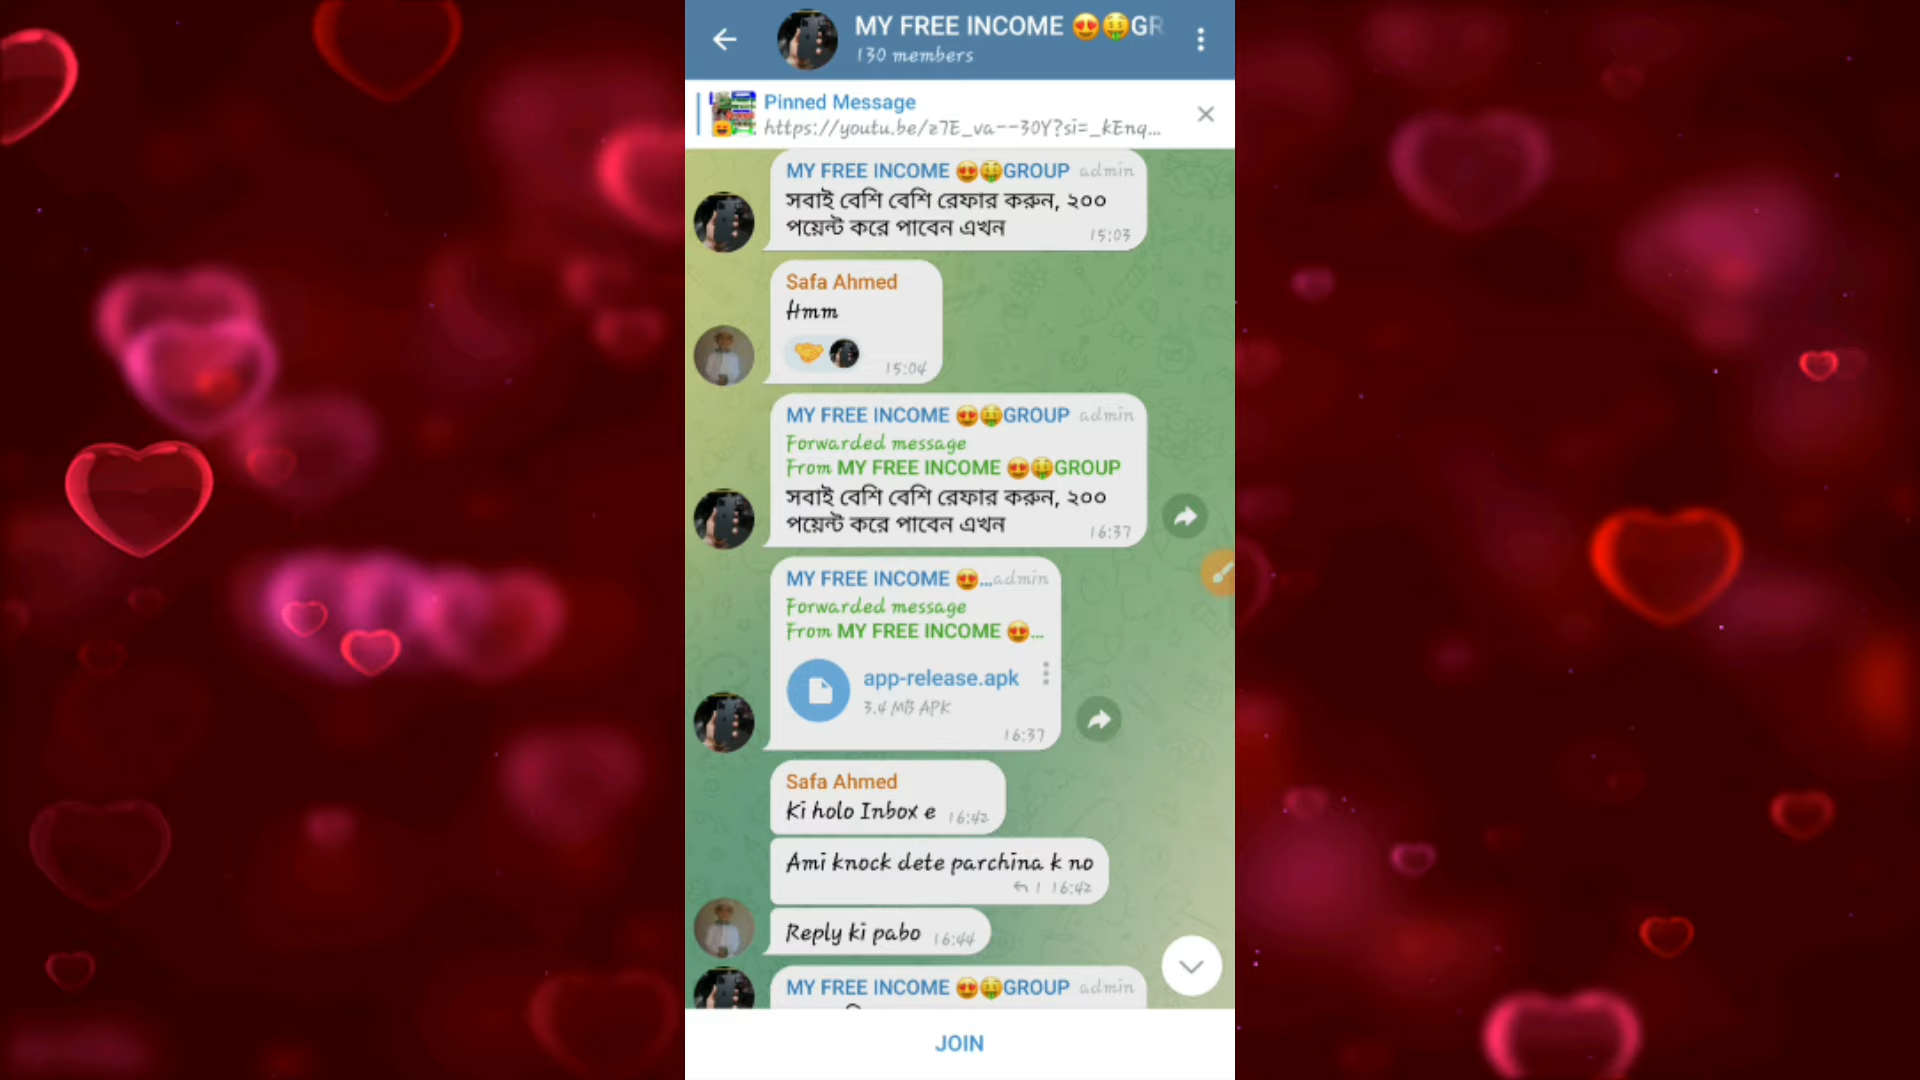 MY FREE INCOME 😍🤑GR
130 members
Pinned Message
https://youtu.be/z7E_va--30Y?si=_kEnq...
MY FREE INCOME 😍🤑GROUP admin
সবাই বেশি বেশি রেফার করুন, ২০০
পয়েন্ট করে পাবেন এখন
15:03
Safa Ahmed
Hmm
15:04
MY FREE INCOME 😍🤑GROUP admin
Forwarded message
From MY FREE INCOME 😍🤑GROUP
সবাই বেশি বেশি রেফার করুন, ২০০
পয়েন্ট করে পাবেন এখন
16:37
MY FREE INCOME 😍...admin
Forwarded message
From MY FREE INCOME 😍...
app-release.apk
3.4 MB APK
16:37
Safa Ahmed
Ki holo Inbox e 16:42
Ami knock dete parchina k no
1 16:42
Reply ki pabo 16:44
MY FREE INCOME 😍🤑GROUP admin
JOIN